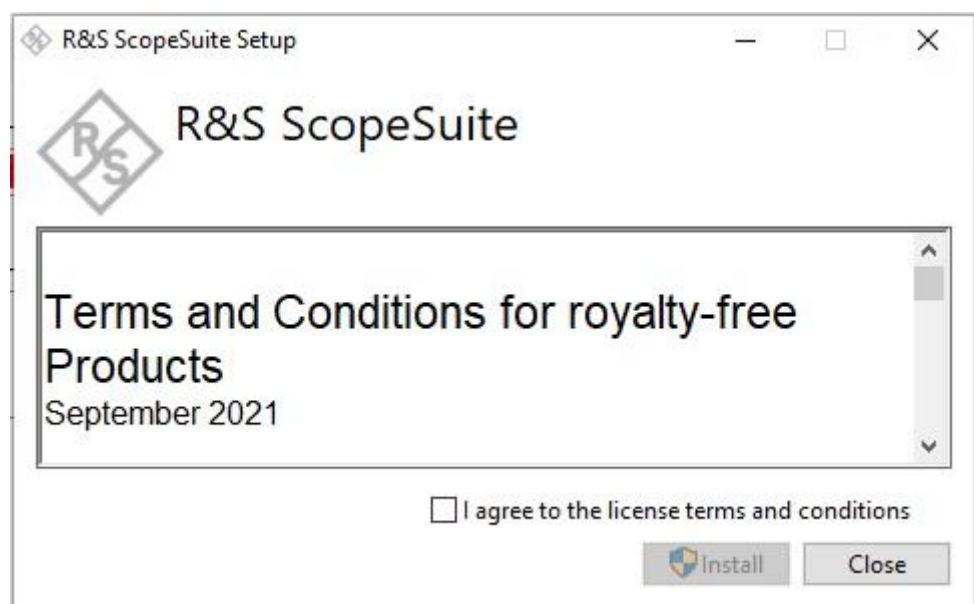 R&S ScopeSuite Setup
R&S ScopeSuite
R&S
Terms and Conditions for royalty-free
Products
September 2021
I agree to the license terms and conditions
Install
Close